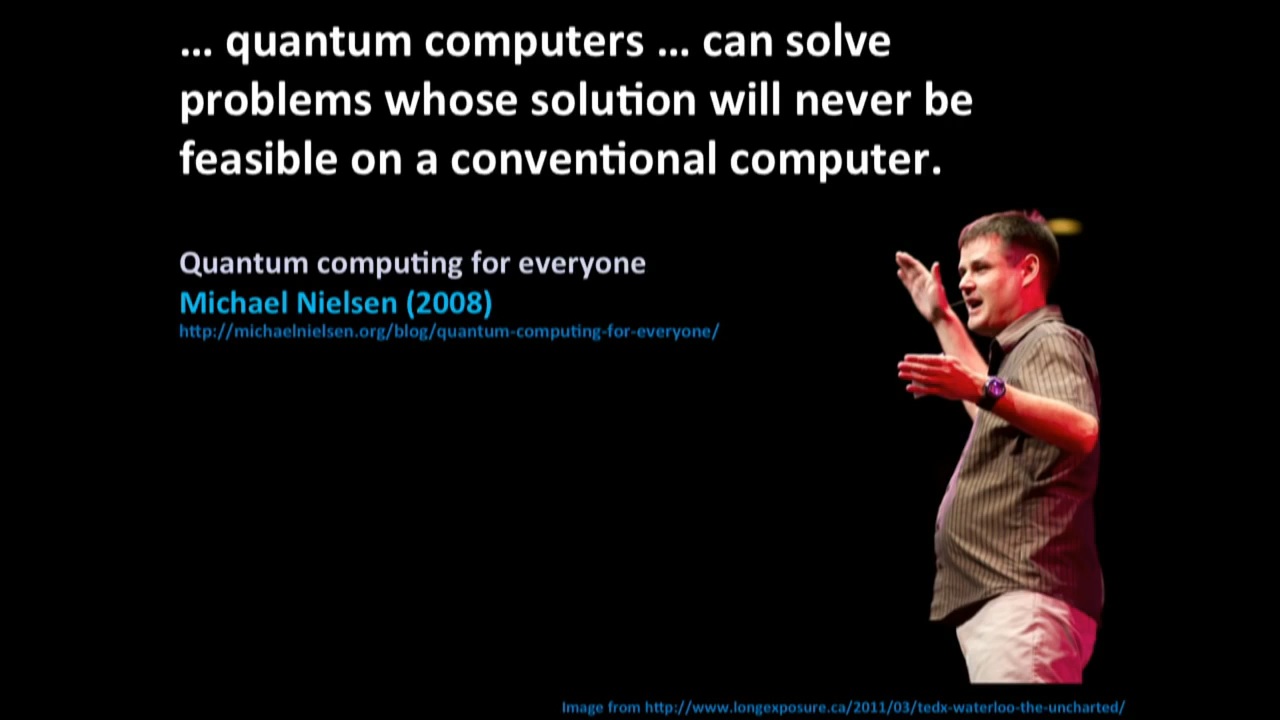 ... quantum computers ... can solve
problems whose solution will never be
feasible on a conventional computer.
Quantum computing for everyone
Michael Nielsen (2008)
http://michaelnielsen.org/blog/quantum-computing-for-everyone/
Image from http://www.longexposure.ca/2011/03/tedx-waterloo-the-uncharted/